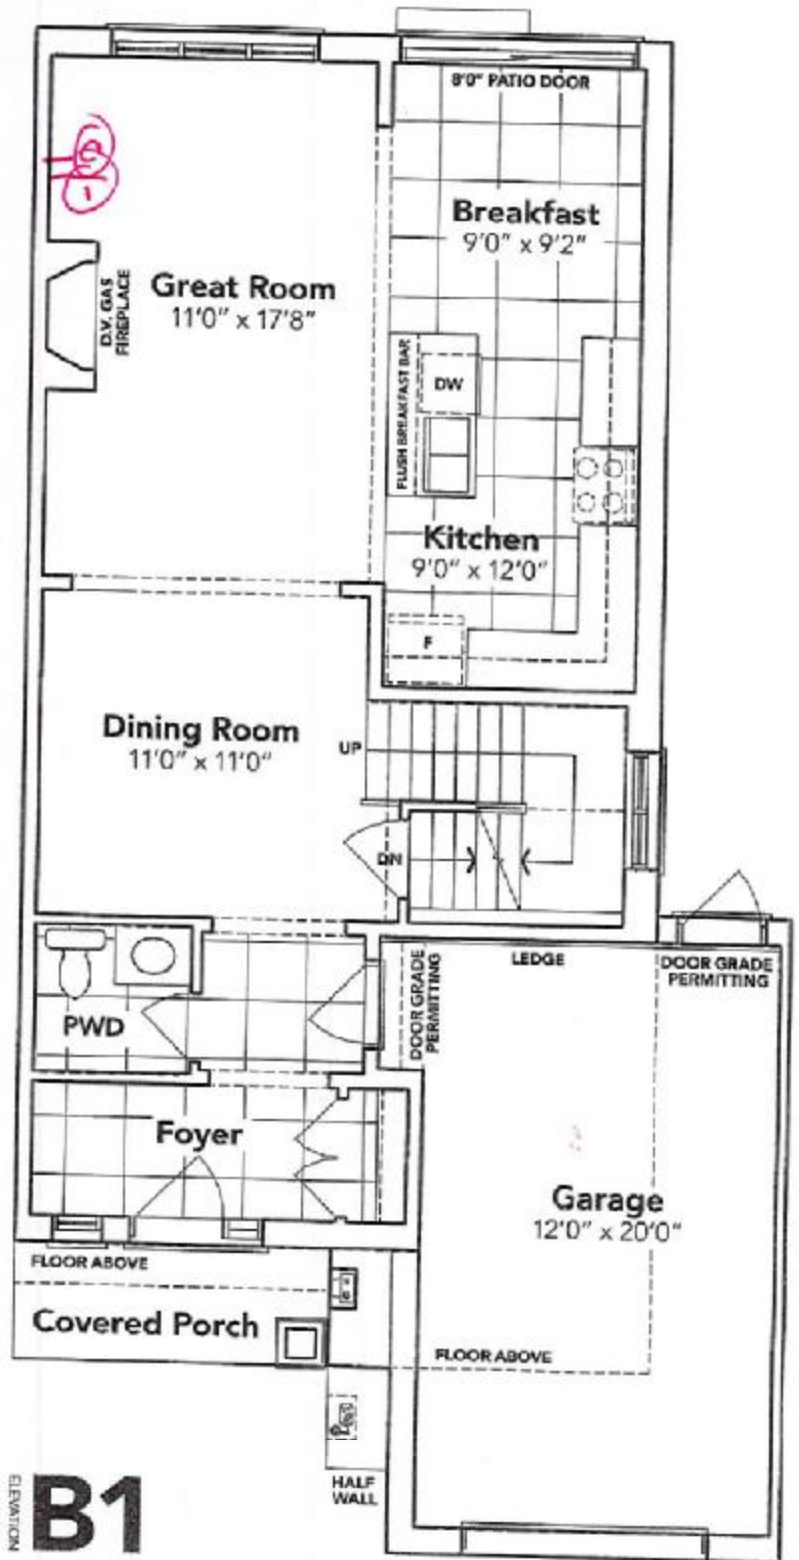 8'0" PATIO DOOR
Breakfast
9'0" x 9'2"
Great Room
11'0" x 17'8"
D.V. GAS
FIREPLACE
FLUSH BREAKFAST BAR
DW
Kitchen
9'0" x 12'0"
F
Dining Room
11'0" x 11'0"
UP
DN
LEDGE
DOOR GRADE
PERMITTING
DOOR GRADE
PERMITTING
PWD
Foyer
Garage
12'0" x 20'0"
FLOOR ABOVE
Covered Porch
FLOOR ABOVE
HALF
WALL
ELEVATION
B1